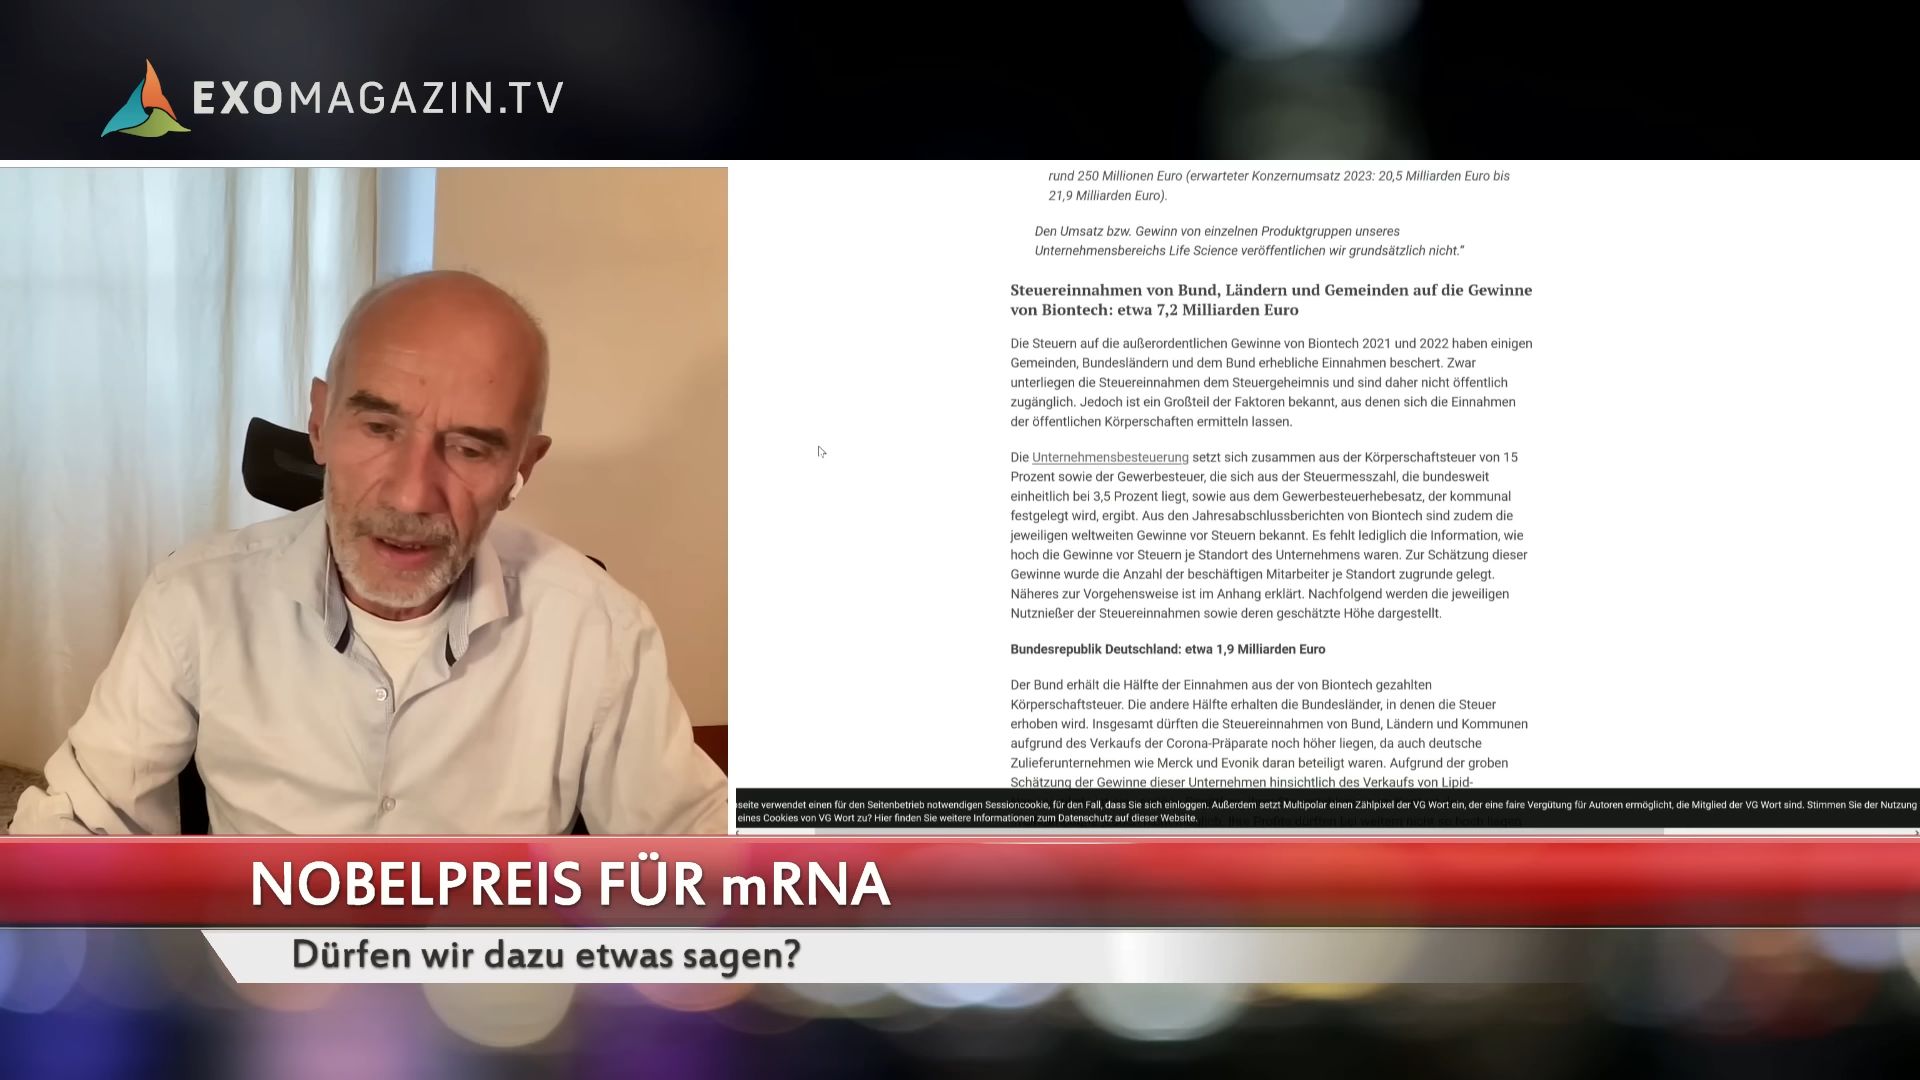 EXOMAGAZIN.TV
rund 250 Millionen Euro (erwarteter Konzernumsatz 2023: 20,5 Milliarden Euro bis
21,9 Milliarden Euro).
Den Umsatz bzw. Gewinn von einzelnen Produktgruppen unseres
Unternehmensbereichs Life Science veröffentlichen wir grundsätzlich nicht.“
Steuereinnahmen von Bund, Ländern und Gemeinden auf die Gewinne
von Biontech: etwa 7,2 Milliarden Euro
Die Steuern auf die außerordentlichen Gewinne von Biontech 2021 und 2022 haben einigen
Gemeinden, Bundesländern und dem Bund erhebliche Einnahmen beschert. Zwar
unterliegen die Steuereinnahmen dem Steuergeheimnis und sind daher nicht öffentlich
zugänglich. Jedoch ist ein Großteil der Faktoren bekannt, aus denen sich die Einnahmen
der öffentlichen Körperschaften ermitteln lassen.
Die Unternehmensbesteuerung setzt sich zusammen aus der Körperschaftsteuer von 15
Prozent sowie der Gewerbesteuer, die sich aus der Steuermesszahl, die bundesweit
einheitlich bei 3,5 Prozent liegt, sowie aus dem Gewerbesteuerhebesatz, der kommunal
festgelegt wird, ergibt. Aus den Jahresabschlussberichten von Biontech sind zudem die
jeweiligen weltweiten Gewinne vor Steuern bekannt. Es fehlt lediglich die Information, wie
hoch die Gewinne vor Steuern je Standort des Unternehmens waren. Zur Schätzung dieser
Gewinne wurde die Anzahl der beschäftigen Mitarbeiter je Standort zugrunde gelegt.
Näheres zur Vorgehensweise ist im Anhang erklärt. Nachfolgend werden die jeweiligen
Nutznießer der Steuereinnahmen sowie deren geschätzte Höhe dargestellt.
Bundesrepublik Deutschland: etwa 1,9 Milliarden Euro
Der Bund erhält die Hälfte der Einnahmen aus der von Biontech gezahlten
Körperschaftsteuer. Die andere Hälfte erhalten die Bundesländer, in denen die Steuer
erhoben wird. Insgesamt dürften die Steuereinnahmen von Bund, Ländern und Kommunen
aufgrund des Verkaufs der Corona-Präparate noch höher liegen, da auch deutsche
Zulieferunternehmen wie Merck und Evonik daran beteiligt waren. Aufgrund der groben
Schätzung der Gewinne dieser Unternehmen hinsichtlich des Verkaufs von Lipid-
seite verwendet einen für den Seitenbetrieb notwendigen Sessioncookie, für den Fall, dass Sie sich einloggen. Außerdem setzt Multipolar einen Zählpixel der VG Wort ein, der eine faire Vergütung für Autoren ermöglicht, die Mitglied der VG Wort sind. Stimmen Sie der Nutzung
eines Cookies von VG Wort zu? Hier finden Sie weitere Informationen zum Datenschutz auf dieser Website.
NOBELPREIS FÜR mRNA
Dürfen wir dazu etwas sagen?